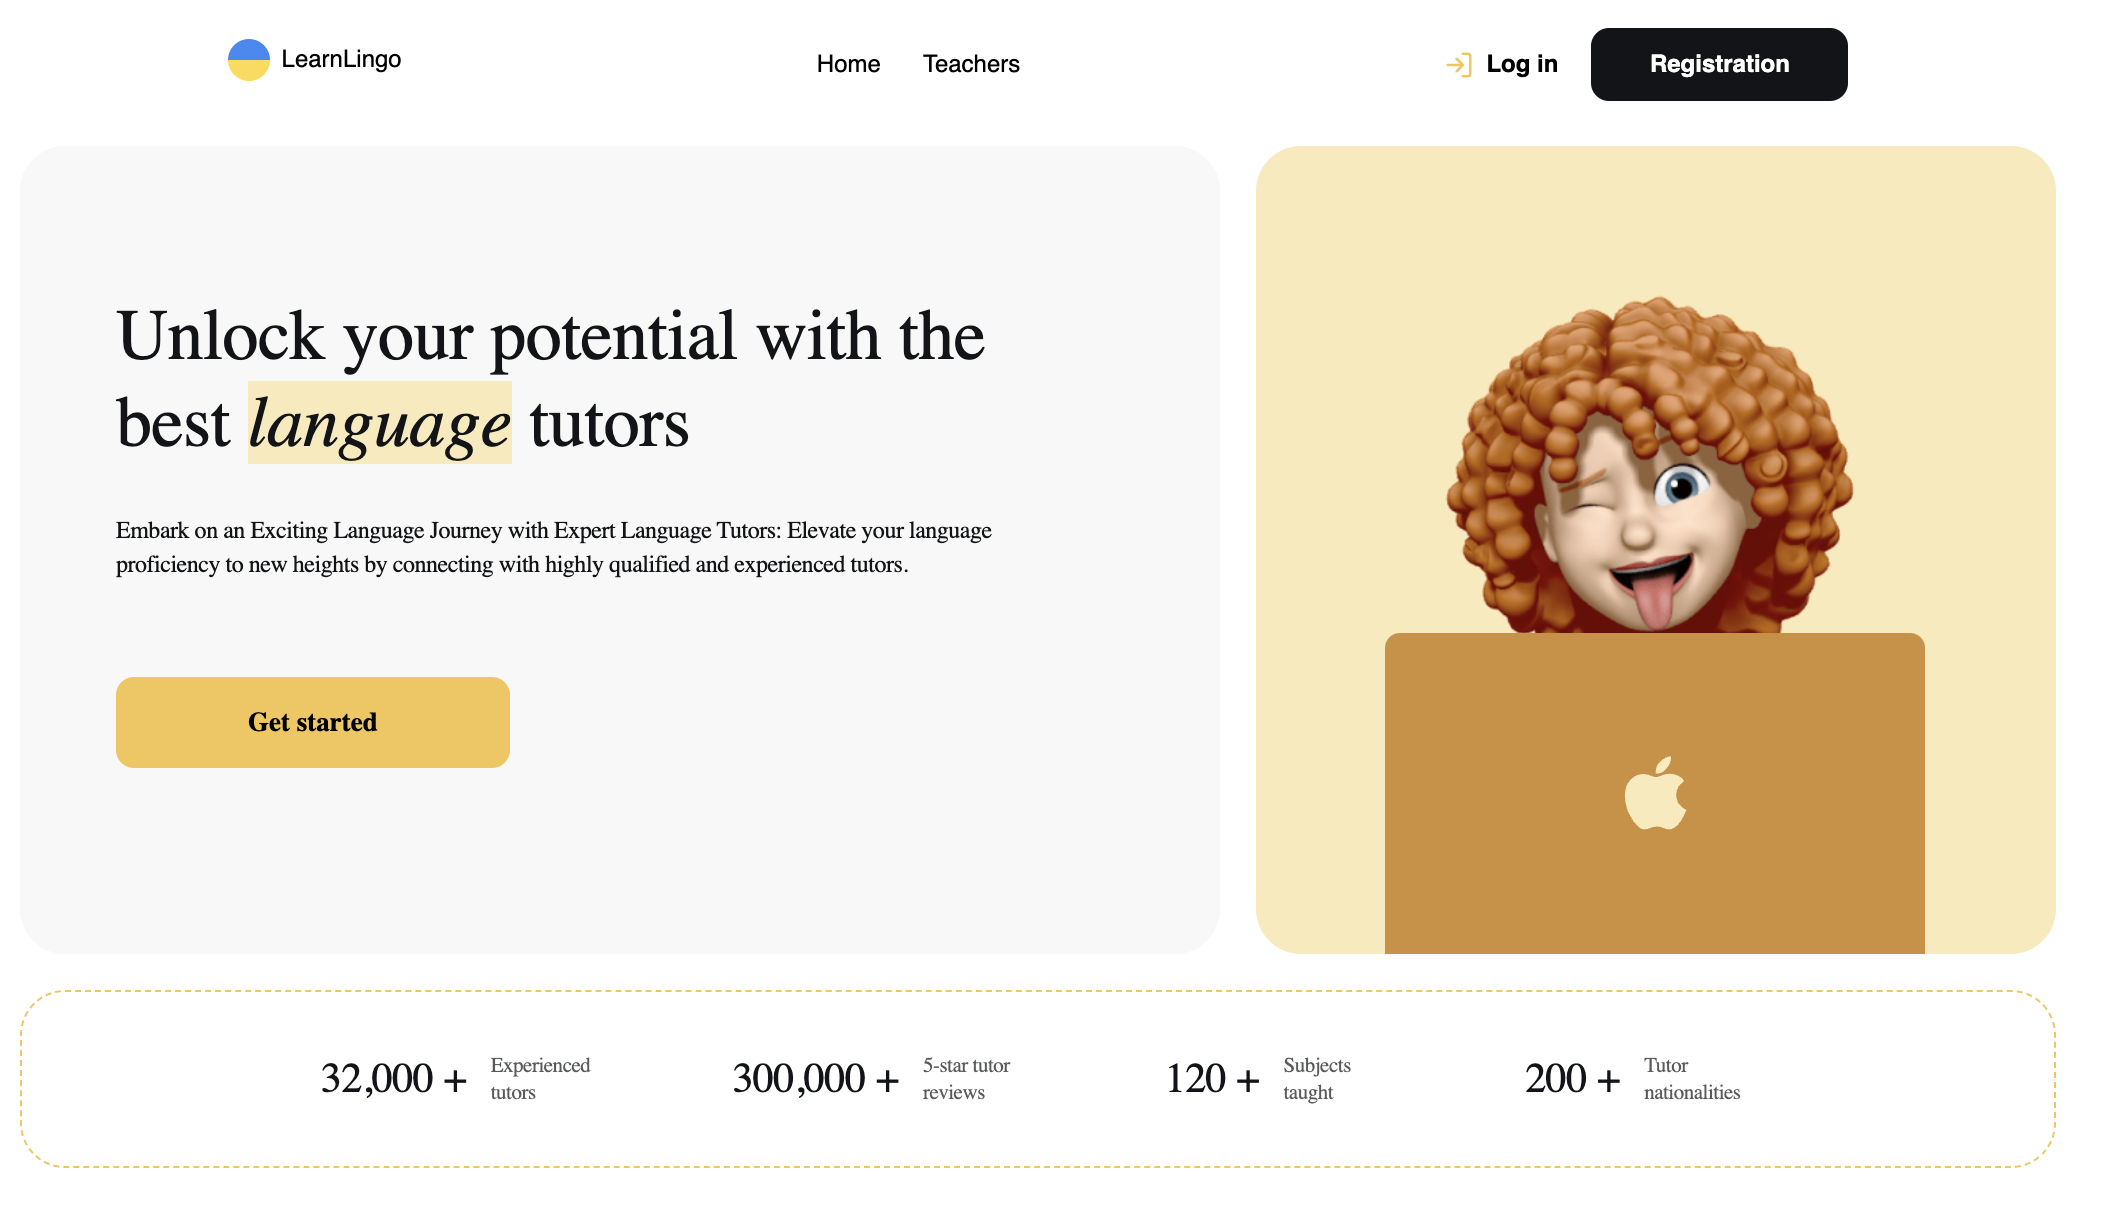 LearnLingo
Home Teachers
Log in
Registration
Unlock your potential with the
best language tutors
Embark on an Exciting Language Journey with Expert Language Tutors: Elevate your language
proficiency to new heights by connecting with highly qualified and experienced tutors.
Get started
32,000 +
Experienced
tutors
300,000 +
5-star tutor
reviews
120 +
Subjects
taught
200 +
Tutor
nationalities